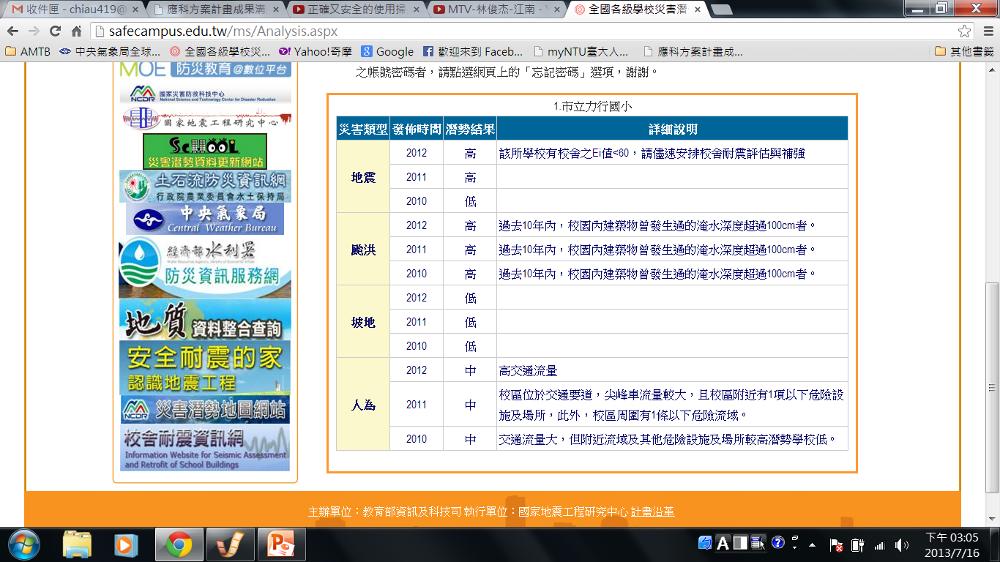 收件匣 - chiau419@
應科方案計畫成果溝
正確又安全的使用掃
MTV-林俊杰-江南 -
全國各級學校災害潛
safecampus.edu.tw/ms/Analysis.aspx
AMTB 中央氣象局全球... 全國各級學校災... Yahoo!奇摩 Google 歡迎來到 Faceb... myNTU臺大人... 應科方案計畫成... 其他書籤
MOE 防災教育@數位平台
NCDR 國家災害防救科技中心
National Science and Technology Center for Disaster Reduction
國家地震工程研究中心
SCHOOL
災害潛勢資料更新網站
土石流防災資訊網
行政院農業委員會水土保持局
中央氣象局
Central Weather Bureau
經濟部水利署
Water Resources Agency, Ministry of Economic Affairs
防災資訊服務網
地質資料整合查詢
安全耐震的家
認識地震工程
NCDR 災害潛勢地圖網站
校舍耐震資訊網
Information Website for Seismic Assessment
and Retrofit of School Buildings
之帳號密碼者，請點選網頁上的「忘記密碼」選項，謝謝。
1.市立力行國小
災害類型 發佈時間 潛勢結果 詳細說明
地震
2012 高 該所學校有校舍之Ei值<60，請儘速安排校舍耐震評估與補強
2011 高
2010 低
颱洪
2012 高 過去10年內，校園內建築物曾發生過的淹水深度超過100cm者。
2011 高 過去10年內，校園內建築物曾發生過的淹水深度超過100cm者。
2010 高 過去10年內，校園內建築物曾發生過的淹水深度超過100cm者。
坡地
2012 低
2011 低
2010 低
人為
2012 中 高交通流量
2011 中 校區位於交通要道，尖峰車流量較大，且校區附近有1項以下危險設
施及場所，此外，校區周圍有1條以下危險流域。
2010 中 交通流量大，但附近流域及其他危險設施及場所較高潛勢學校低。
主辦單位：教育部資訊及科技司 執行單位：國家地震工程研究中心 計畫沿革
下午 03:05
2013/7/16